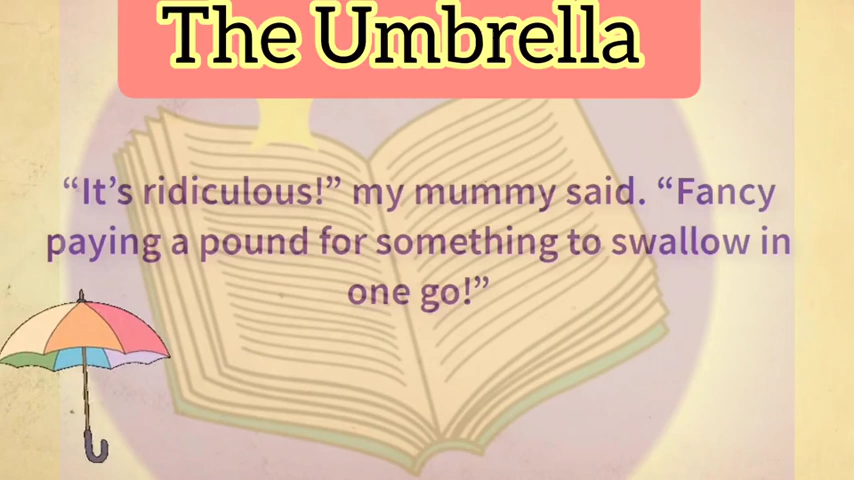 The Umbrella
“It’s ridiculous!” my mummy said. “Fancy
paying a pound for something to swallow in
one go!”